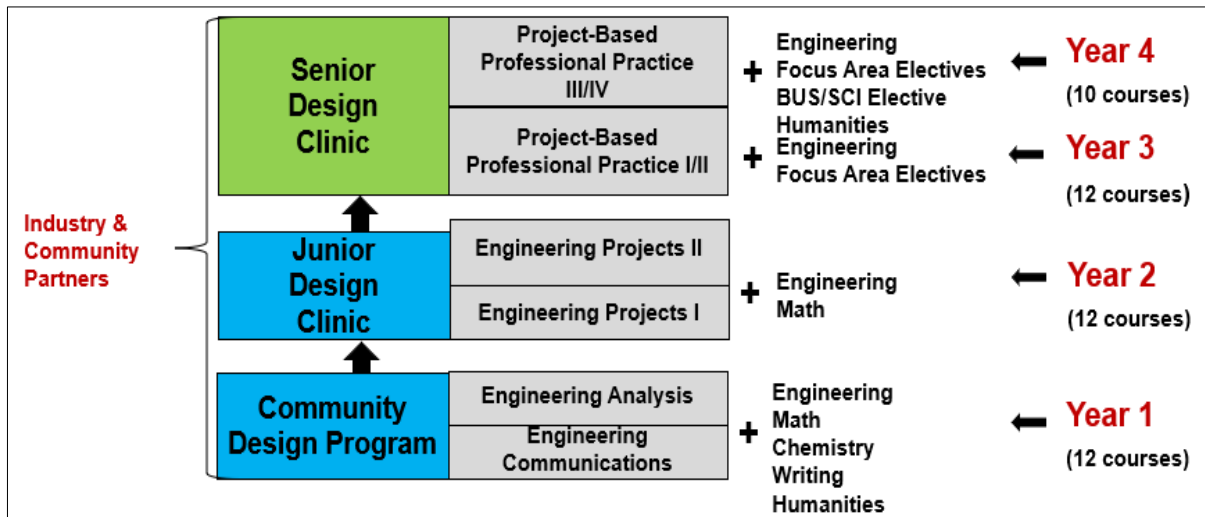 Industry &
Community
Partners
Senior
Design
Clinic
Project-Based
Professional Practice
III/IV
Project-Based
Professional Practice I/II
+
Engineering
Focus Area Electives
BUS/SCI Elective
Humanities
+
Engineering
Focus Area Electives
Year 4
(10 courses)
Year 3
(12 courses)
Junior
Design
Clinic
Engineering Projects II
Engineering Projects I
+
Engineering
Math
Year 2
(12 courses)
Community
Design Program
Engineering Analysis
Engineering
Communications
+
Engineering
Math
Chemistry
Writing
Humanities
Year 1
(12 courses)